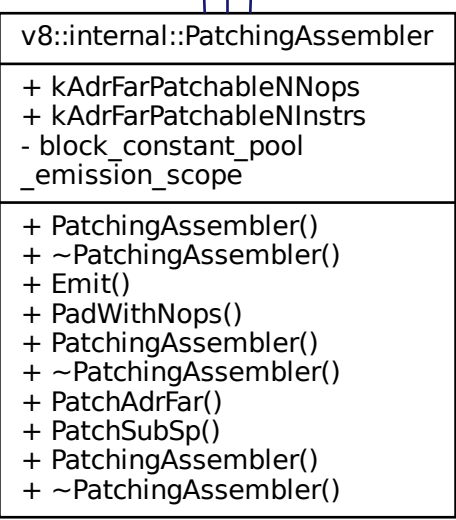 v8::internal::PatchingAssembler
+ kAdrFarPatchableNNops
+ kAdrFarPatchableNInstrs
- block_constant_pool
_emission_scope
+ PatchingAssembler()
+ ~PatchingAssembler()
+ Emit()
+ PadWithNops()
+ PatchingAssembler()
+ ~PatchingAssembler()
+ PatchAdrFar()
+ PatchSubSp()
+ PatchingAssembler()
+ ~PatchingAssembler()